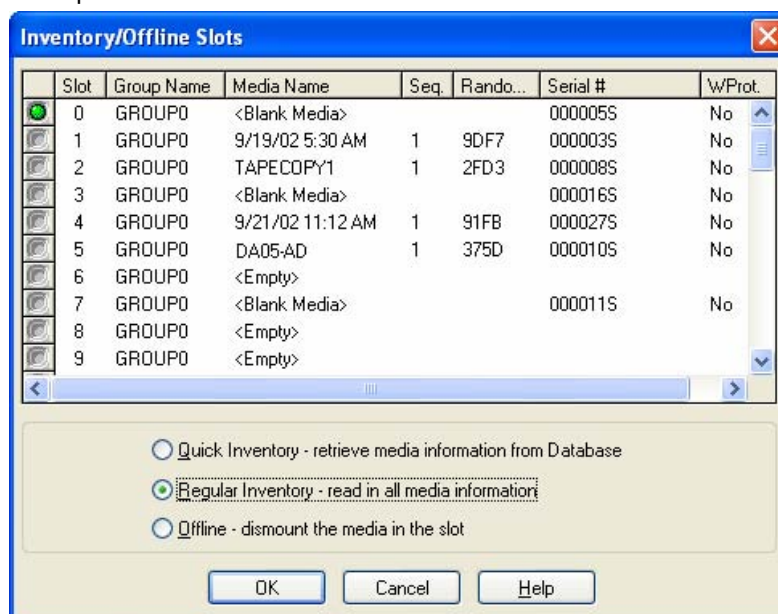 Inventory/Offline Slots
Slot Group Name Media Name Seq. Rando... Serial # WProt.
0 GROUP0 <Blank Media> 000005S No
1 GROUP0 9/19/02 5:30 AM 1 9DF7 000003S No
2 GROUP0 TAPECOPY1 1 2FD3 000008S No
3 GROUP0 <Blank Media> 000016S No
4 GROUP0 9/21/02 11:12 AM 1 91FB 000027S No
5 GROUP0 DA05-AD 1 375D 000010S No
6 GROUP0 <Empty>
7 GROUP0 <Blank Media> 000011S No
8 GROUP0 <Empty>
9 GROUP0 <Empty>
Quick Inventory - retrieve media information from Database
Regular Inventory - read in all media information
Offline - dismount the media in the slot
OK Cancel Help